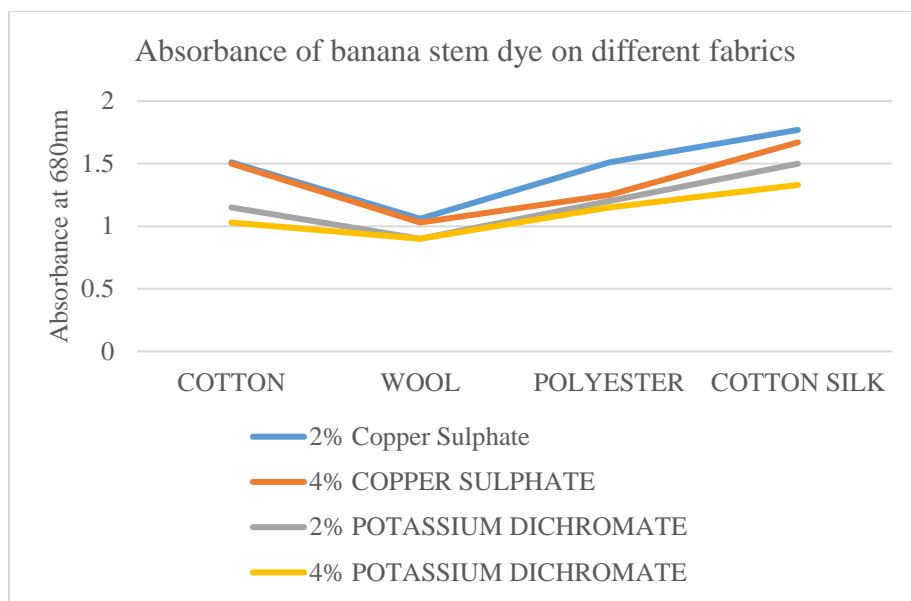 Absorbance of banana stem dye on different fabrics
Absorbance at 680nm
2
1.5
1
0.5
0
COTTON WOOL POLYESTER COTTON SILK
2% Copper Sulphate
4% COPPER SULPHATE
2% POTASSIUM DICHROMATE
4% POTASSIUM DICHROMATE